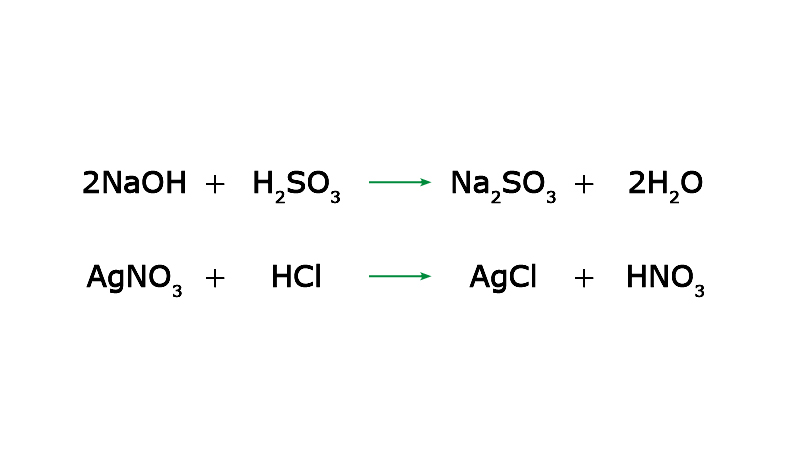 2NaOH + H₂SO₃ → Na₂SO₃ + 2H₂O
AgNO₃ + HCl → AgCl + HNO₃